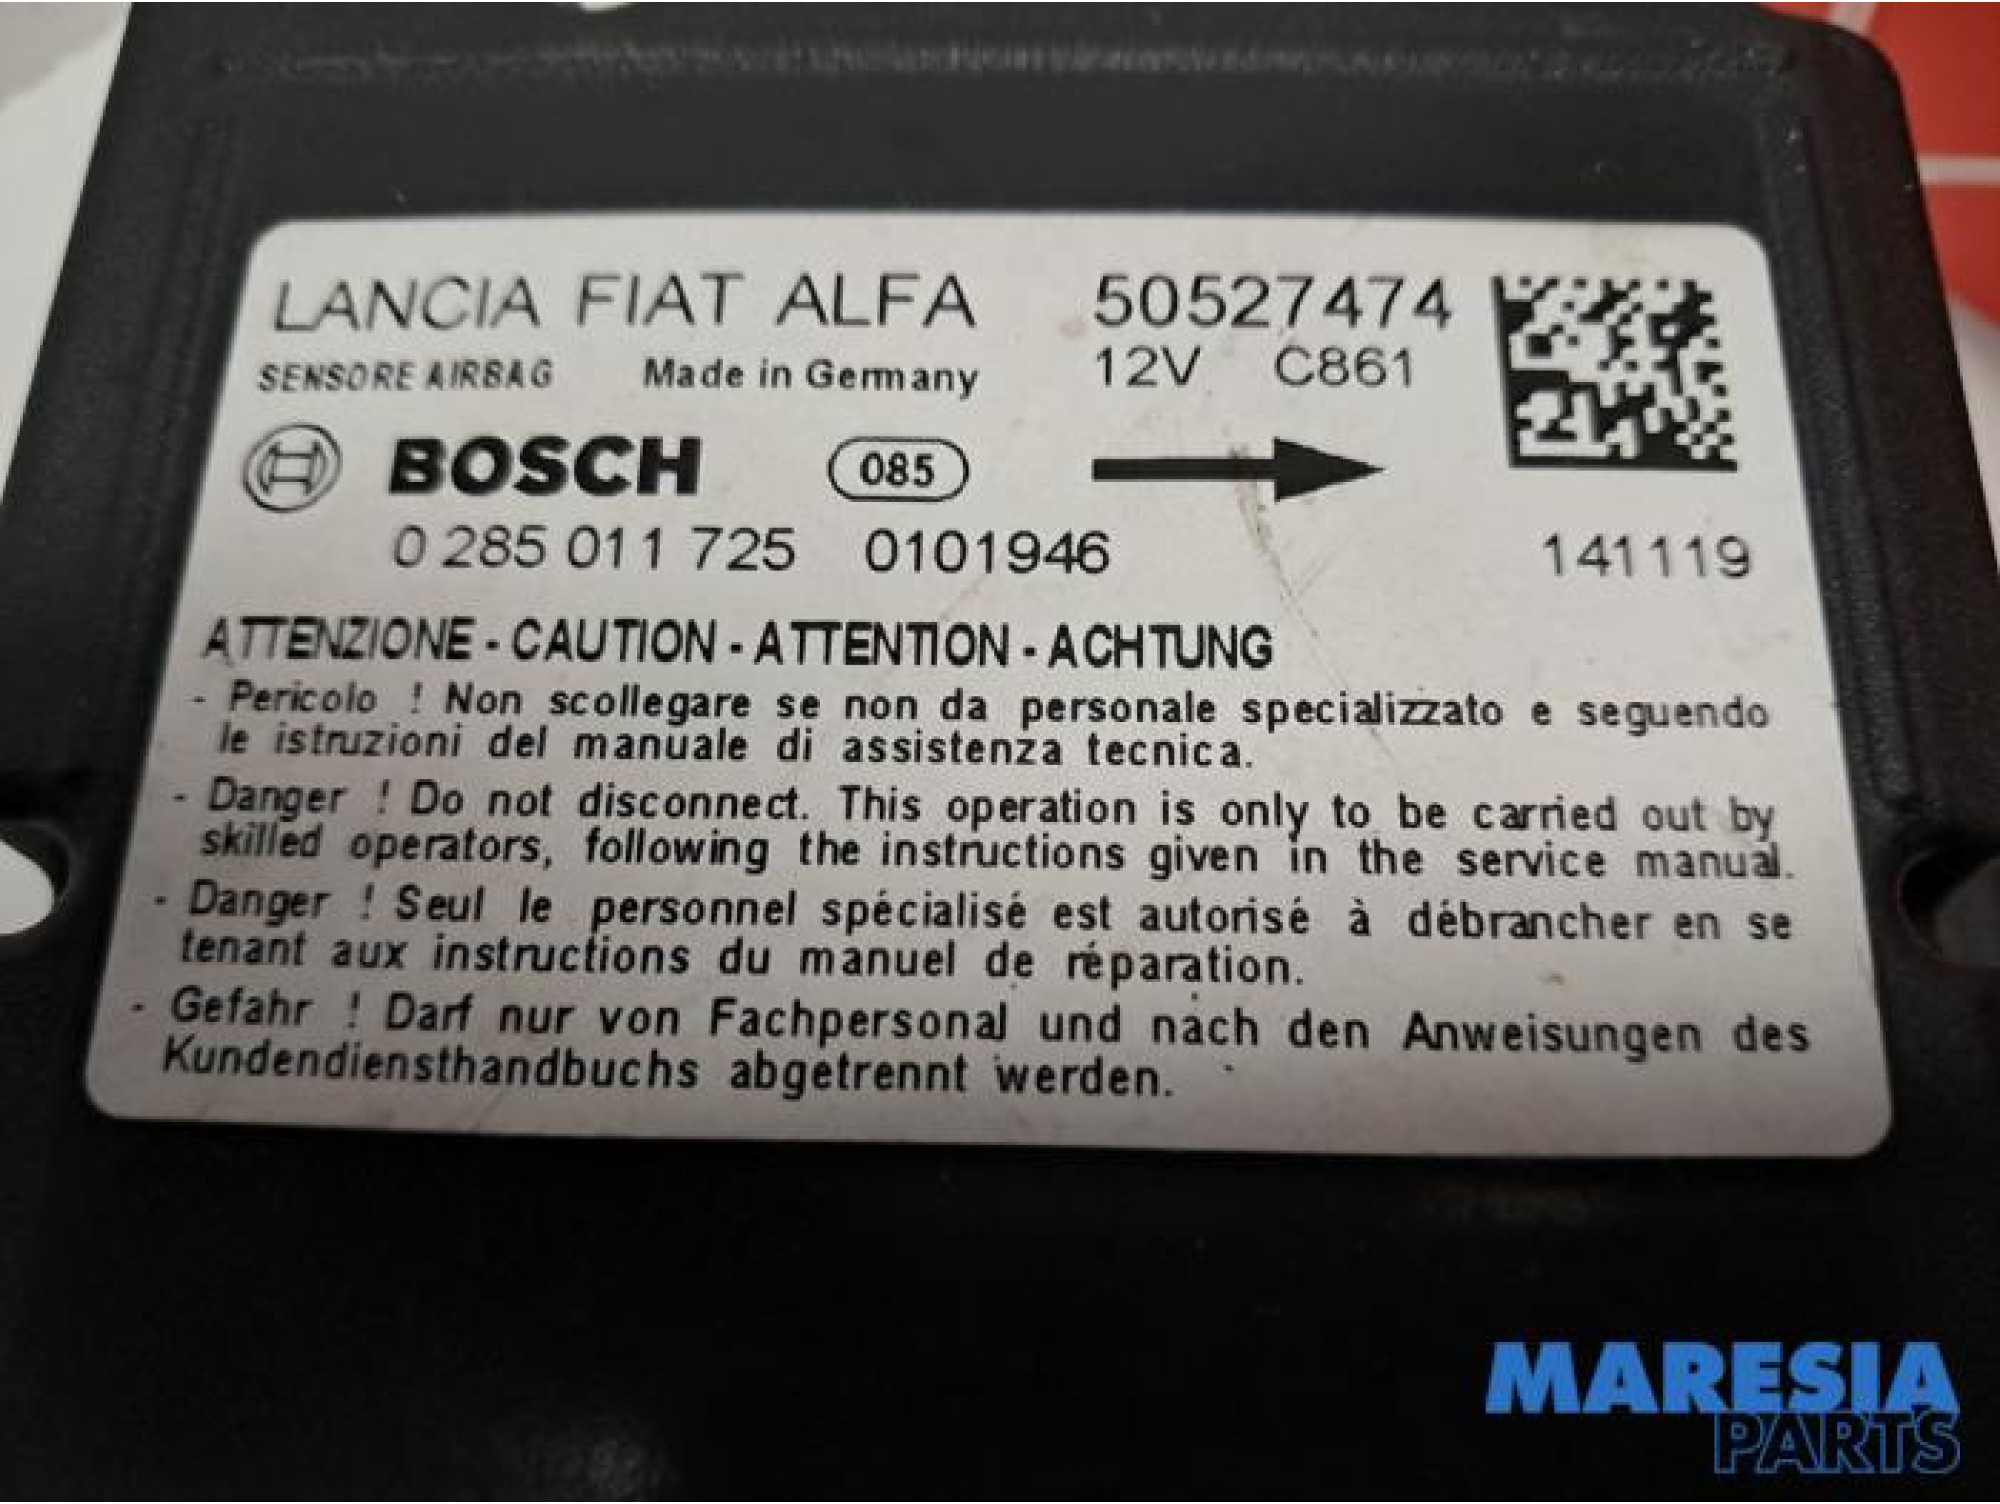 LANCIA FIAT ALFA 50527474
SENSORE AIRBAG Made in Germany 12V C861
BOSCH 085
0 285 011 725 0101946 141119
ATTENZIONE - CAUTION - ATTENTION - ACHTUNG
- Pericolo ! Non scollegare se non da personale specializzato e seguendo
le istruzioni del manuale di assistenza tecnica.
- Danger ! Do not disconnect. This operation is only to be carried out by
skilled operators, following the instructions given in the service manual.
- Danger ! Seul le personnel spécialisé est autorisé à débrancher en se
tenant aux instructions du manuel de réparation.
- Gefahr ! Darf nur von Fachpersonal und nach den Anweisungen des
Kundendiensthandbuchs abgetrennt werden.
MARESIA
PARTS